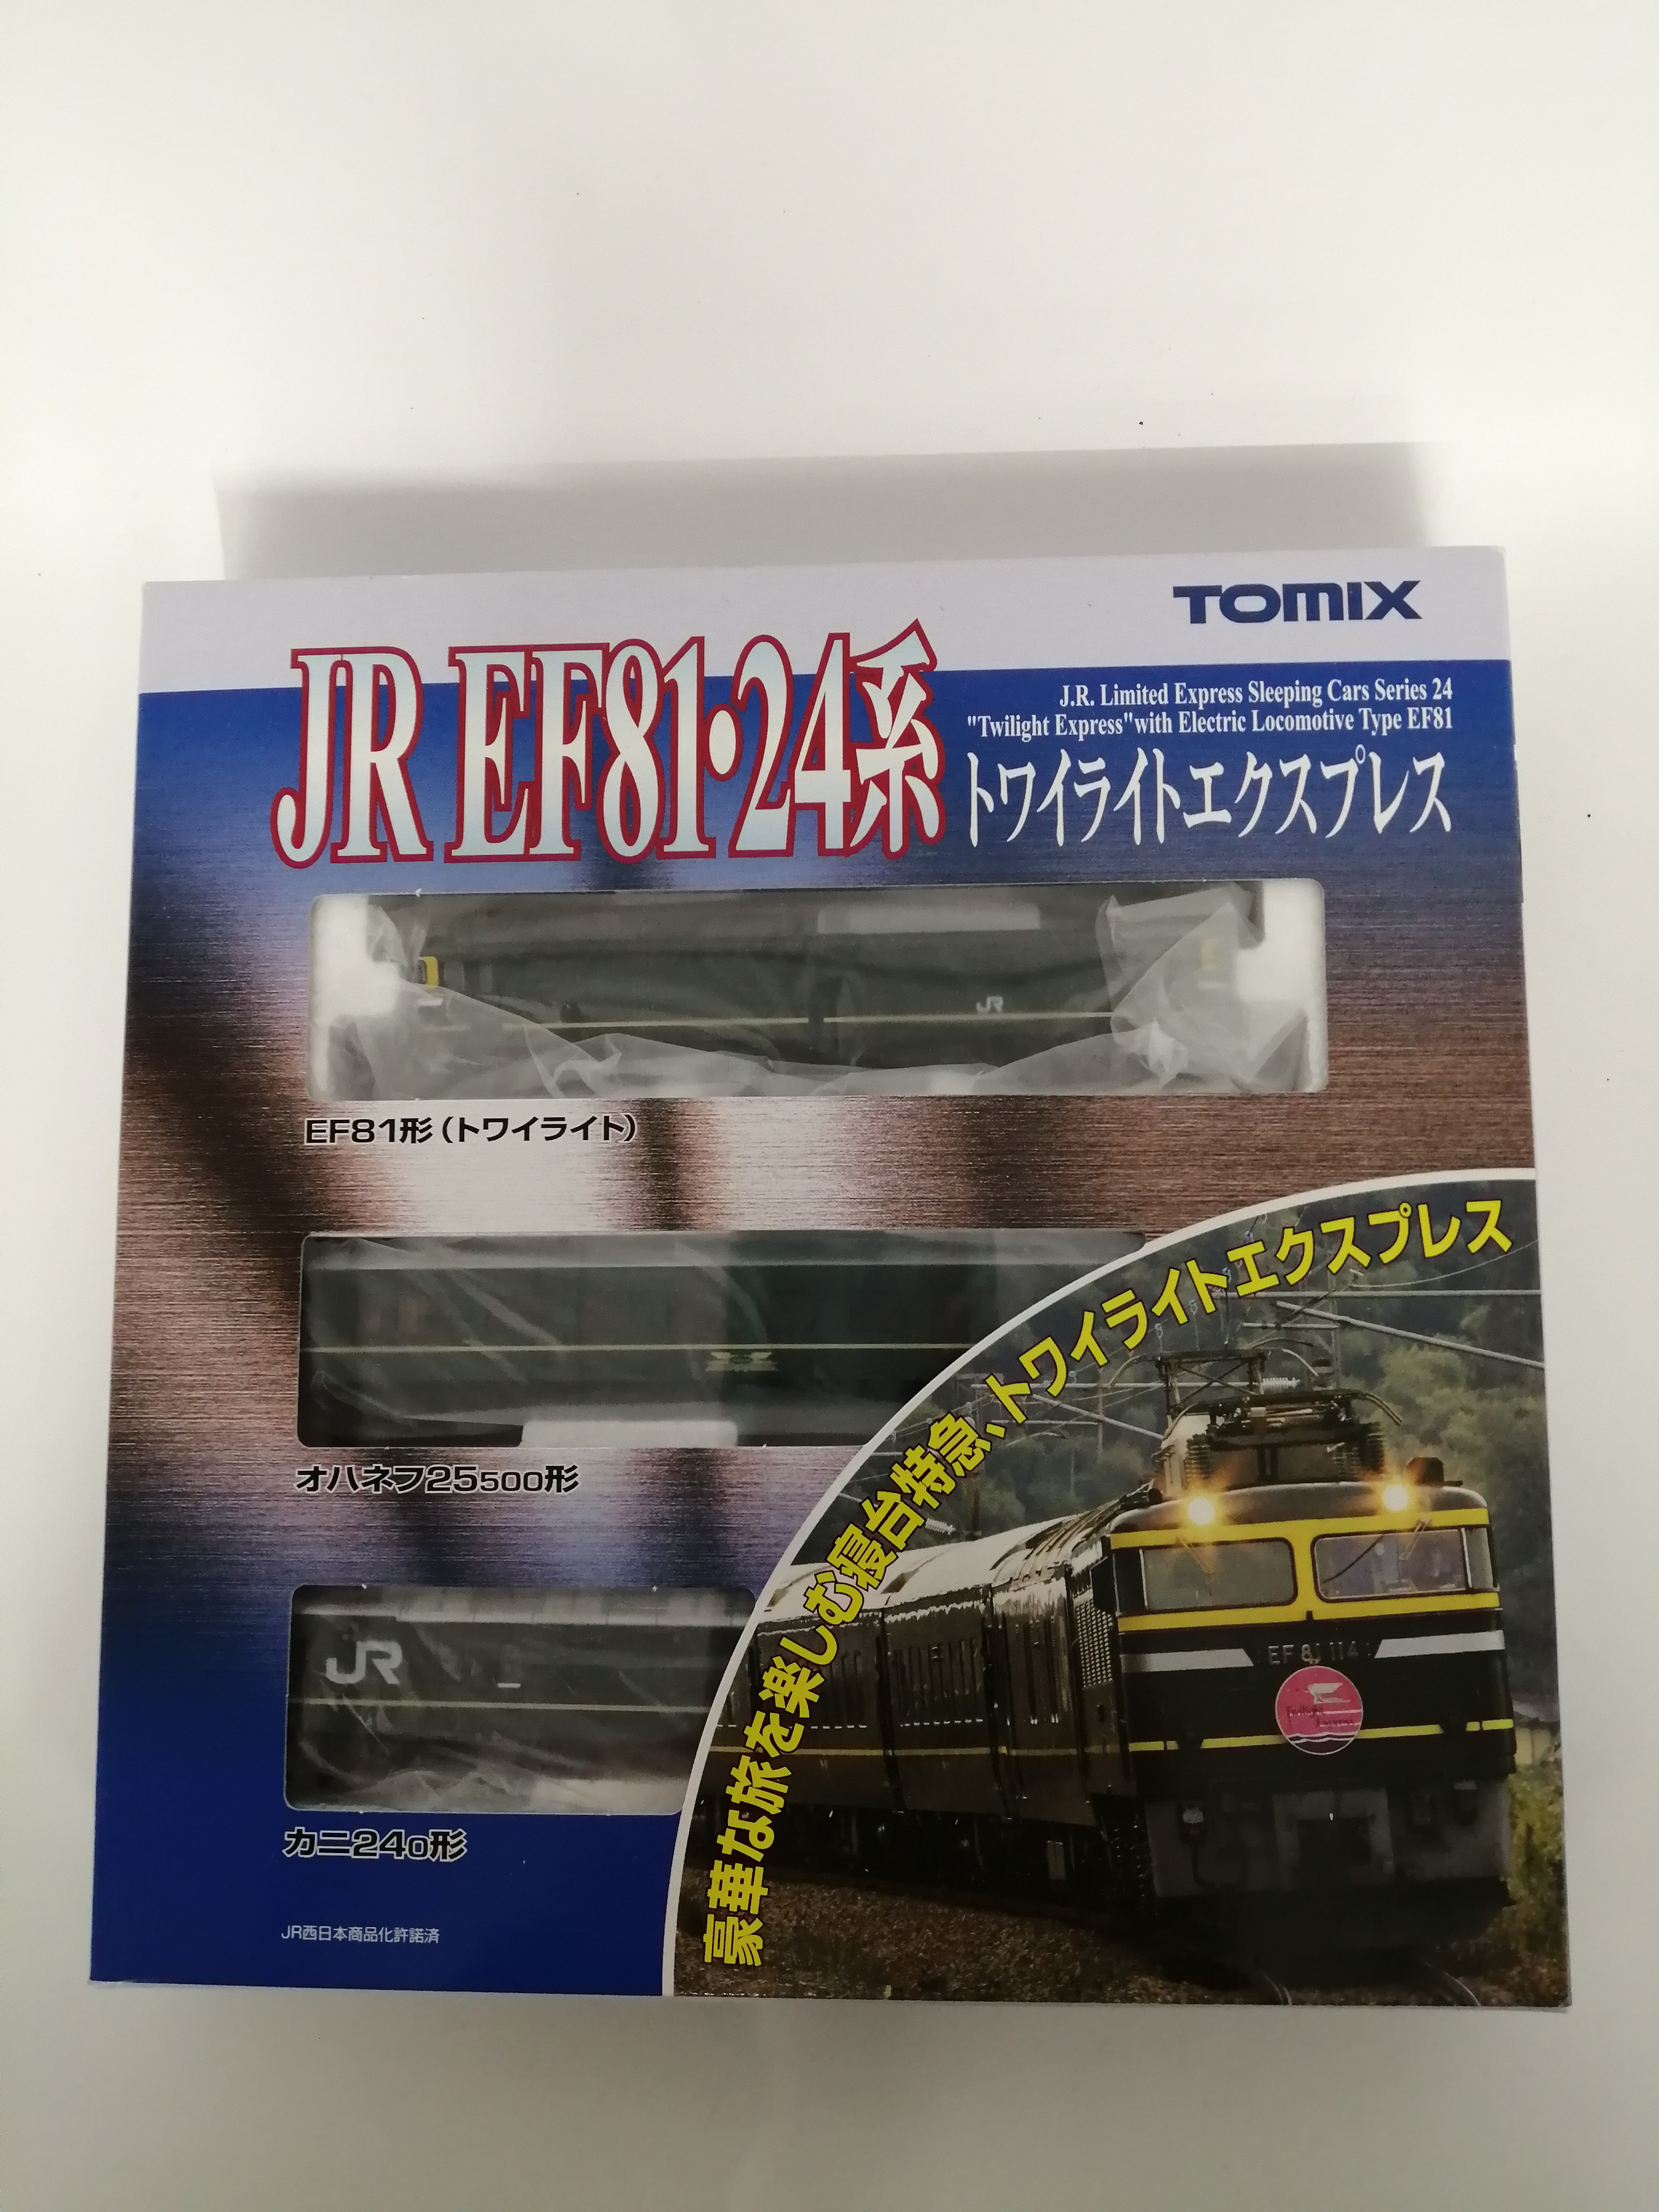 TOMIX
JR EF81・24系
J.R. Limited Express Sleeping Cars Series 24
"Twilight Express"with Electric Locomotive Type EF81
トワイライトエクスプレス
JR
EF81形(トワイライト)
オハネフ25500形
JR
カニ240形
JR西日本商品化許諾済
豪華な旅を楽しむ寝台特急、トワイライトエクスプレス
EF 81 114